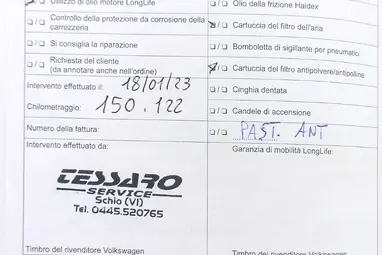 Utilizzo di olio motore LongLife
Controllo della protezione da corrosione della
carrozzeria
Si consiglia la riparazione
Richiesta del cliente
(da annotare anche nell'ordine)
Intervento effettuato il: 18/01/23
Chilometraggio: 150.122
Numero della fattura:
Intervento effettuato da:
TESSARO
SERVICE
Schio (VI)
Tel. 0445.520765
Timbro del rivenditore Volkswagen
Olio della frizione Haldex
Cartuccia del filtro dell'aria
Bomboletta di sigillante per pneumatici
Cartuccia del filtro antipolvere/antipolline
Cinghia dentata
Candele di accensione
PAST. ANT
Garanzia di mobilità LongLife:
Timbro del rivenditore Volkswagen